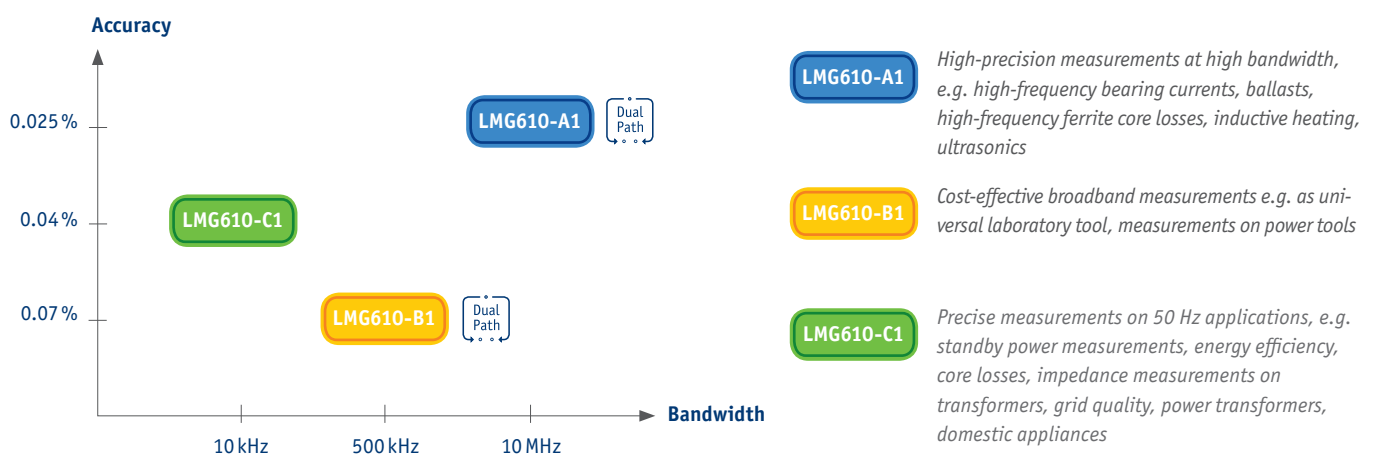 Accuracy
0.025 %
0.04 %
0.07 %
LMG610-A1
Dual
Path
LMG610-C1
LMG610-B1
Dual
Path
Bandwidth
10 kHz
500 kHz
10 MHz
LMG610-A1
High-precision measurements at high bandwidth,
e.g. high-frequency bearing currents, ballasts,
high-frequency ferrite core losses, inductive heating,
ultrasonics
LMG610-B1
Cost-effective broadband measurements e.g. as uni-
versal laboratory tool, measurements on power tools
LMG610-C1
Precise measurements on 50 Hz applications, e.g.
standby power measurements, energy efficiency,
core losses, impedance measurements on
transformers, grid quality, power transformers,
domestic appliances